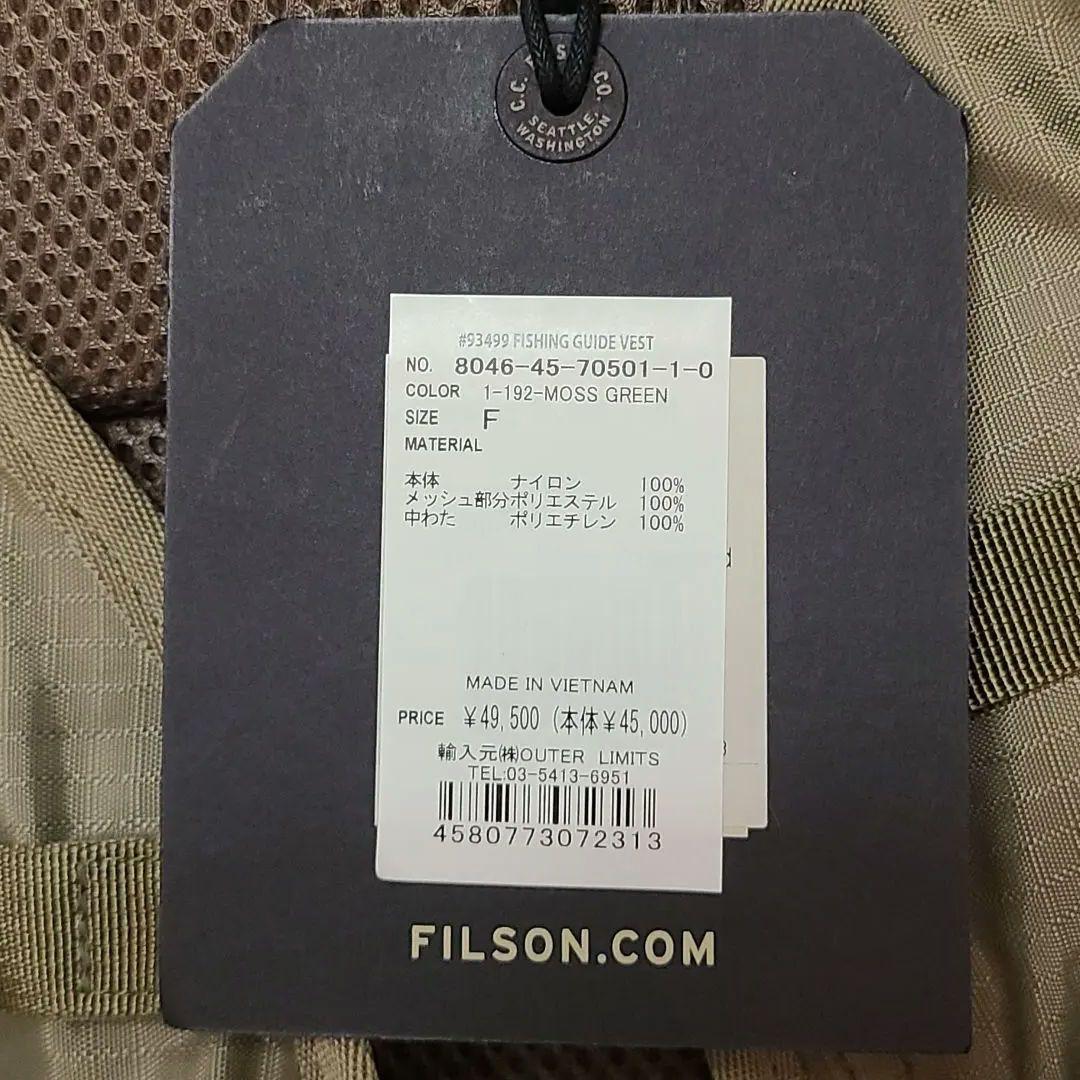 C.C. CO.
SEATTLE,
WASHINGTON
#93499 FISHING GUIDE VEST
NO. 8046-45-70501-1-0
COLOR 1-192-MOSS GREEN
SIZE F
MATERIAL
本体 ナイロン 100%
メッシュ部分ポリエステル 100%
中わた ポリエチレン 100%
MADE IN VIETNAM
PRICE ¥49,500 (本体¥45,000)
輸入元㈱OUTER LIMITS
TEL:03-5413-6951
4580773072313
FILSON.COM